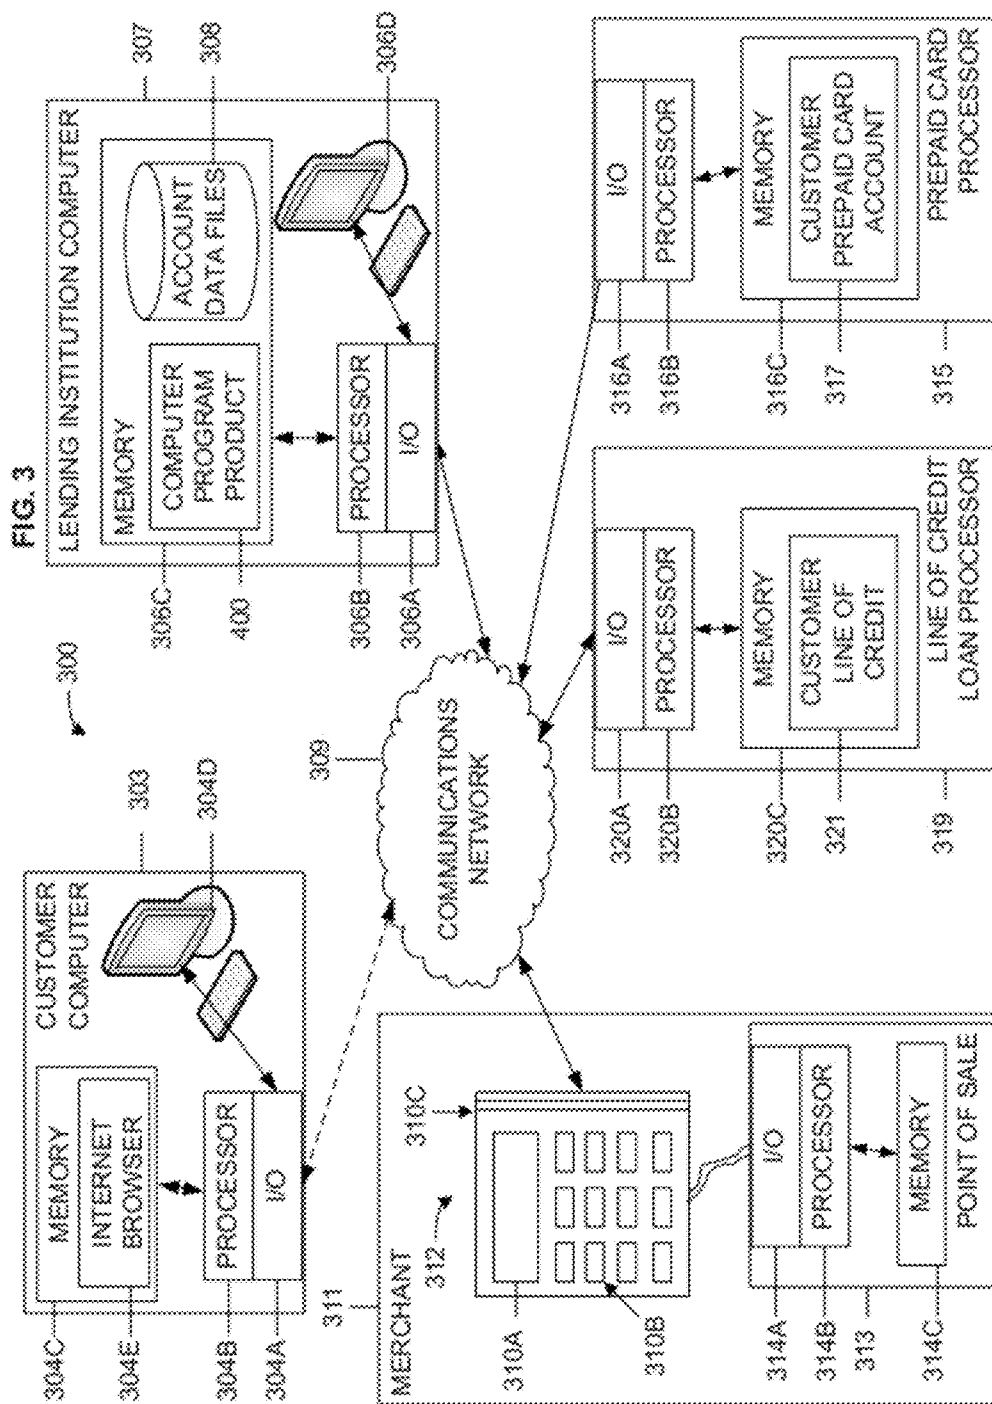 FIG. 3
300
CUSTOMER
COMPUTER
303
304D
MEMORY
INTERNET
BROWSER
PROCESSOR
I/O
304C
304E
304B
304A
LENDING INSTITUTION COMPUTER
307
MEMORY
308
COMPUTER
PROGRAM
PRODUCT
ACCOUNT
DATA FILES
306D
PROCESSOR
I/O
306C
400
306B
306A
309
COMMUNICATIONS
NETWORK
311
MERCHANT
312
310C
310A
310B
I/O
PROCESSOR
MEMORY
POINT OF SALE
314A
314B
313
314C
I/O
PROCESSOR
MEMORY
CUSTOMER
LINE OF
CREDIT
LINE OF CREDIT
LOAN PROCESSOR
320A
320B
320C
321
319
I/O
PROCESSOR
MEMORY
CUSTOMER
PREPAID CARD
ACCOUNT
PREPAID CARD
PROCESSOR
316A
316B
316C
317
315